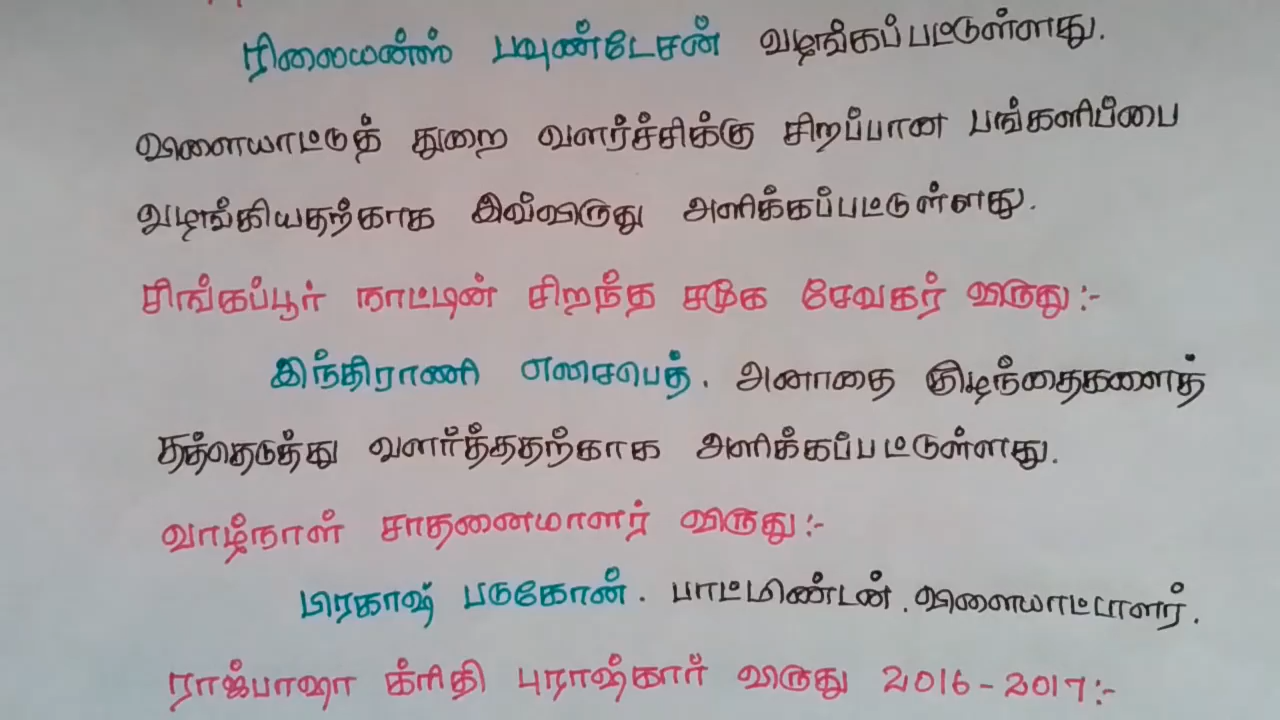 ரிலையன்ஸ் பவுண்டேசன் வழங்கப்பட்டுள்ளது.
விளையாட்டுத் துறை வளர்ச்சிக்கு சிறப்பான பங்களிப்பை
வழங்கியதற்காக இவ்விருது அளிக்கப்பட்டுள்ளது.
சிங்கப்பூர் நாட்டின் சிறந்த சமூக சேவகர் விருது:-
இந்திராணி எலசபெத். அனாதை குழந்தைகளைத்
தத்தெடுத்து வளர்த்ததற்காக அளிக்கப்பட்டுள்ளது.
வாழ்நாள் சாதனைமாளர் விருது:-
பிரகாஷ் படுகோன். பாட்மிண்டன். விளையாட்டாளர்.
ராஜ்பாஷா க்ரிதி புராஷ்கார் விருது 2016-2017:-